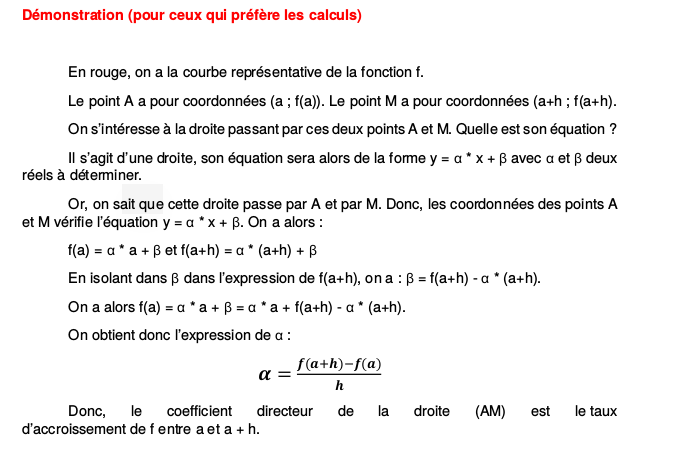 Démonstration (pour ceux qui préfère les calculs)
En rouge, on a la courbe représentative de la fonction f.
Le point A a pour coordonnées (a ; f(a)). Le point M a pour coordonnées (a+h ; f(a+h).
On s'intéresse à la droite passant par ces deux points A et M. Quelle est son équation ?
Il s'agit d'une droite, son équation sera alors de la forme y = α * x + β avec α et β deux
réels à déterminer.
Or, on sait que cette droite passe par A et par M. Donc, les coordonnées des points A
et M vérifie l'équation y = α * x + β. On a alors :
f(a) = α * a + β et f(a+h) = α * (a+h) + β
En isolant dans β dans l'expression de f(a+h), on a : β = f(a+h) - α * (a+h).
On a alors f(a) = α * a + β = α * a + f(a+h) - α * (a+h).
On obtient donc l'expression de α :
α = \frac{f(a+h)−f(a)}{h}
Donc, le coefficient directeur de la droite (AM) est le taux
d'accroissement de f entre a et a + h.